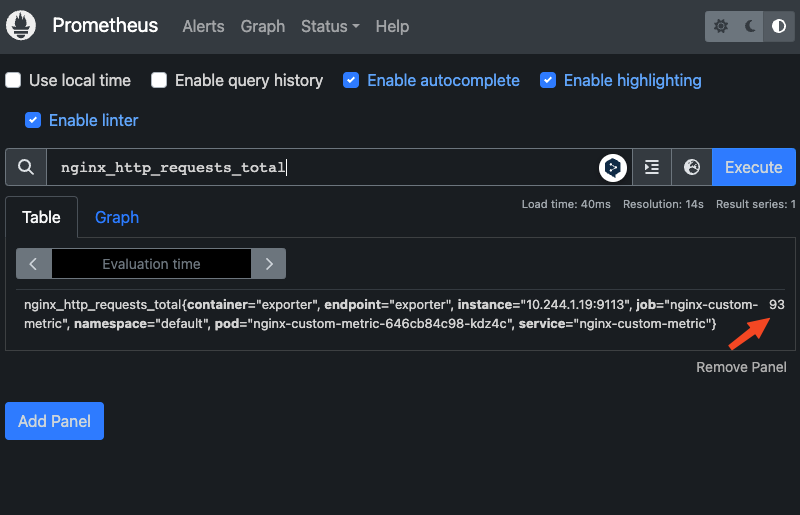 Prometheus Alerts Graph Status Help
Use local time Enable query history Enable autocomplete Enable highlighting
Enable linter
nginx_http_requests_total Execute
Table Graph
Load time: 40ms Resolution: 14s Result series: 1
Evaluation time
nginx_http_requests_total{container="exporter", endpoint="exporter", instance="10.244.1.19:9113", job="nginx-custom- 93
metric", namespace="default", pod="nginx-custom-metric-646cb84c98-kdz4c", service="nginx-custom-metric"}
Remove Panel
Add Panel